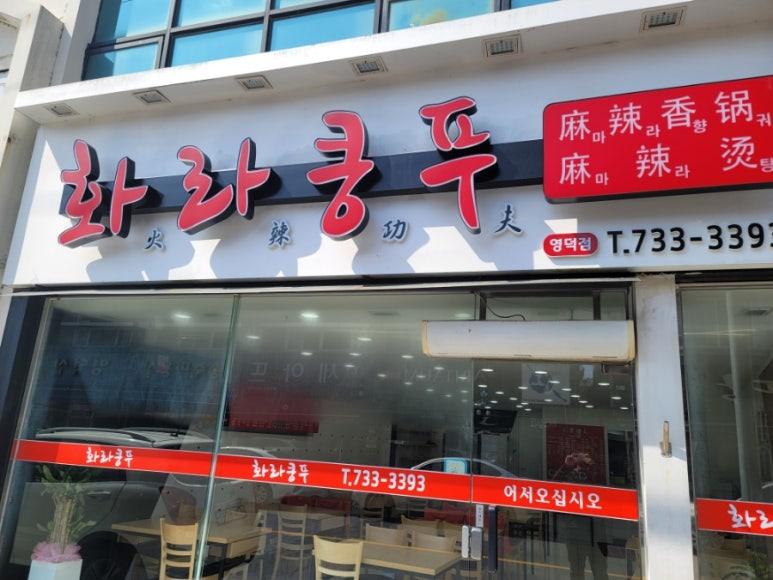 화라쿵푸
火辣功夫
麻마辣라香향锅궈
麻마辣라烫탕
영덕점 T.733-3393
화라쿵푸 화라쿵푸 T.733-3393 어서오십시오 화라쿵